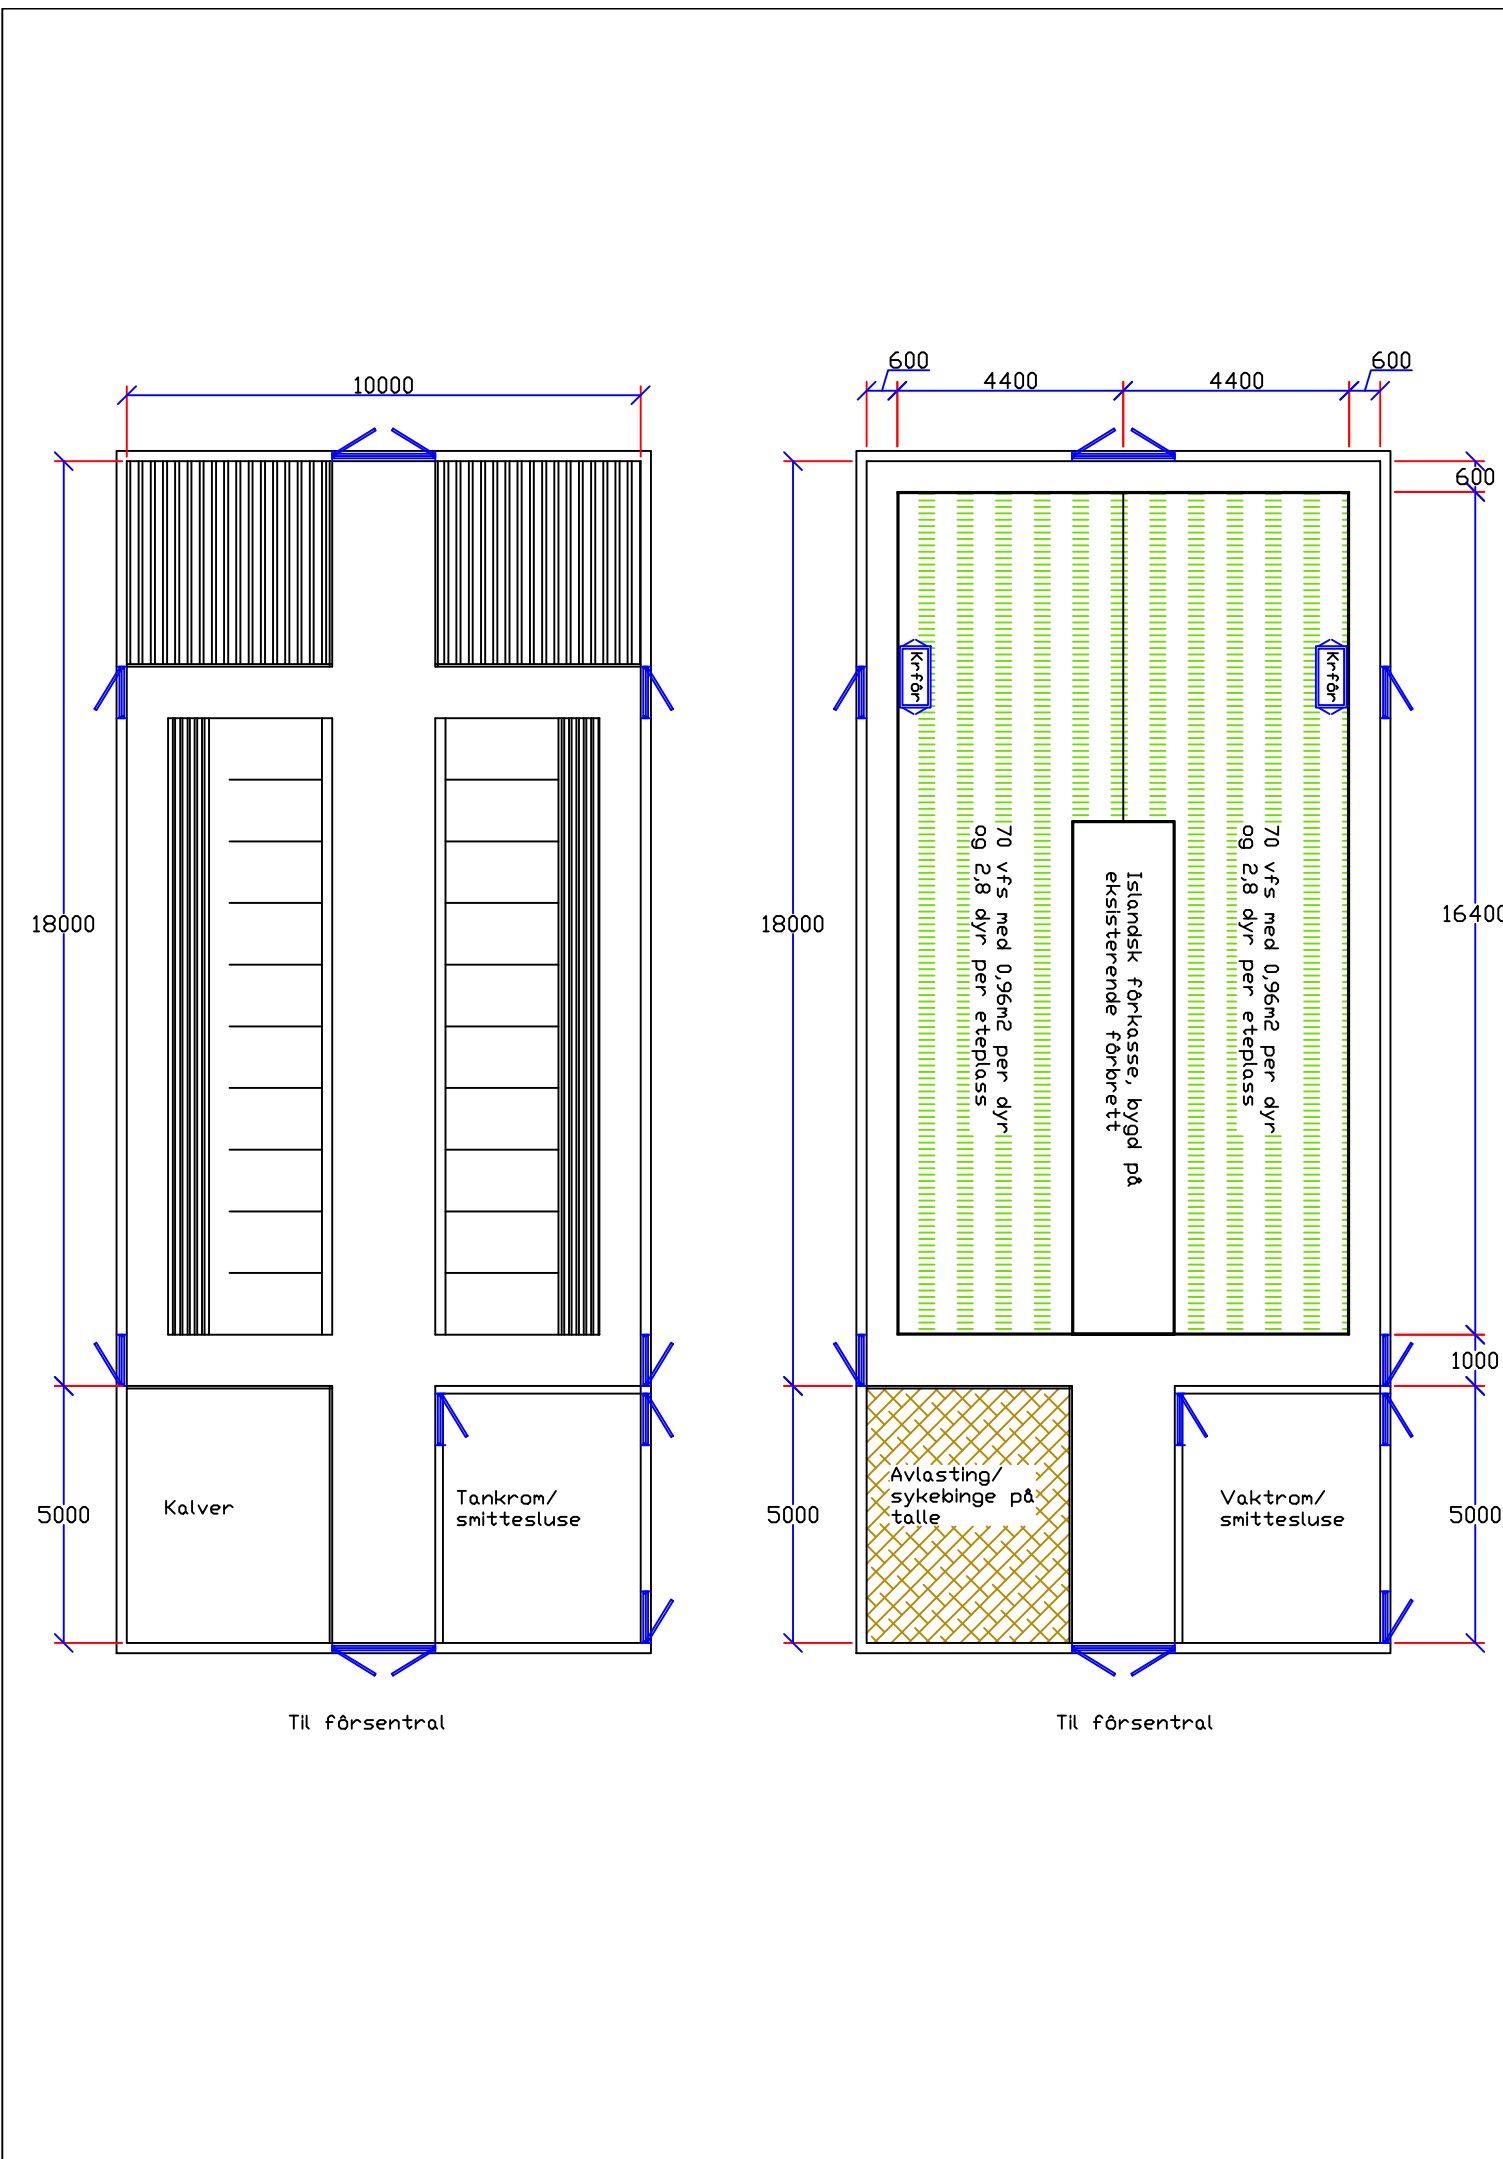 10000
18000
5000
Kalver
Tankrom/
smittesluse
Til fôrsentral
600
4400
4400
600
600
18000
16400
1000
5000
5000
Krfôr
Krfôr
70 vfs med 0,96m2 per dyr
og 2,8 dyr per eteplass
Islandsk fôrkasse, bygd på
eksisterende fôrbrett
70 vfs med 0,96m2 per dyr
og 2,8 dyr per eteplass
Avlasting/
sykebinge på
talle
Vaktrom/
smittesluse
Til fôrsentral